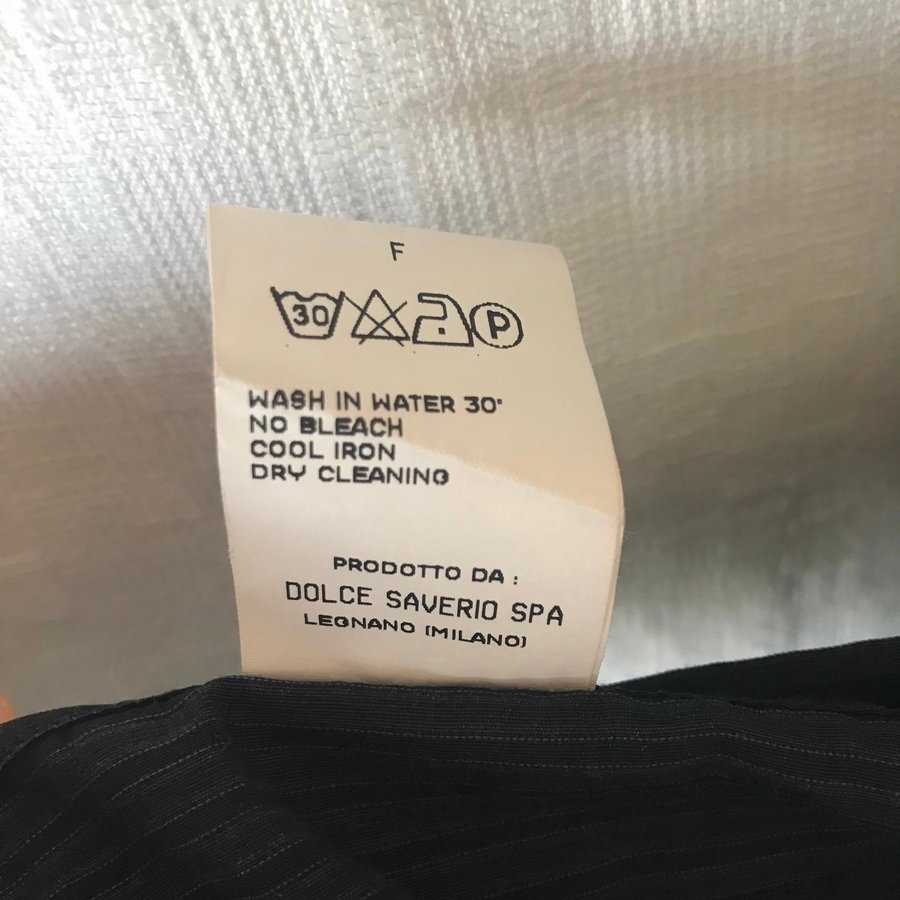 F
30 P
WASH IN WATER 30°
NO BLEACH
COOL IRON
DRY CLEANING
PRODOTTO DA :
DOLCE SAVERIO SPA
LEGNANO (MILANO)